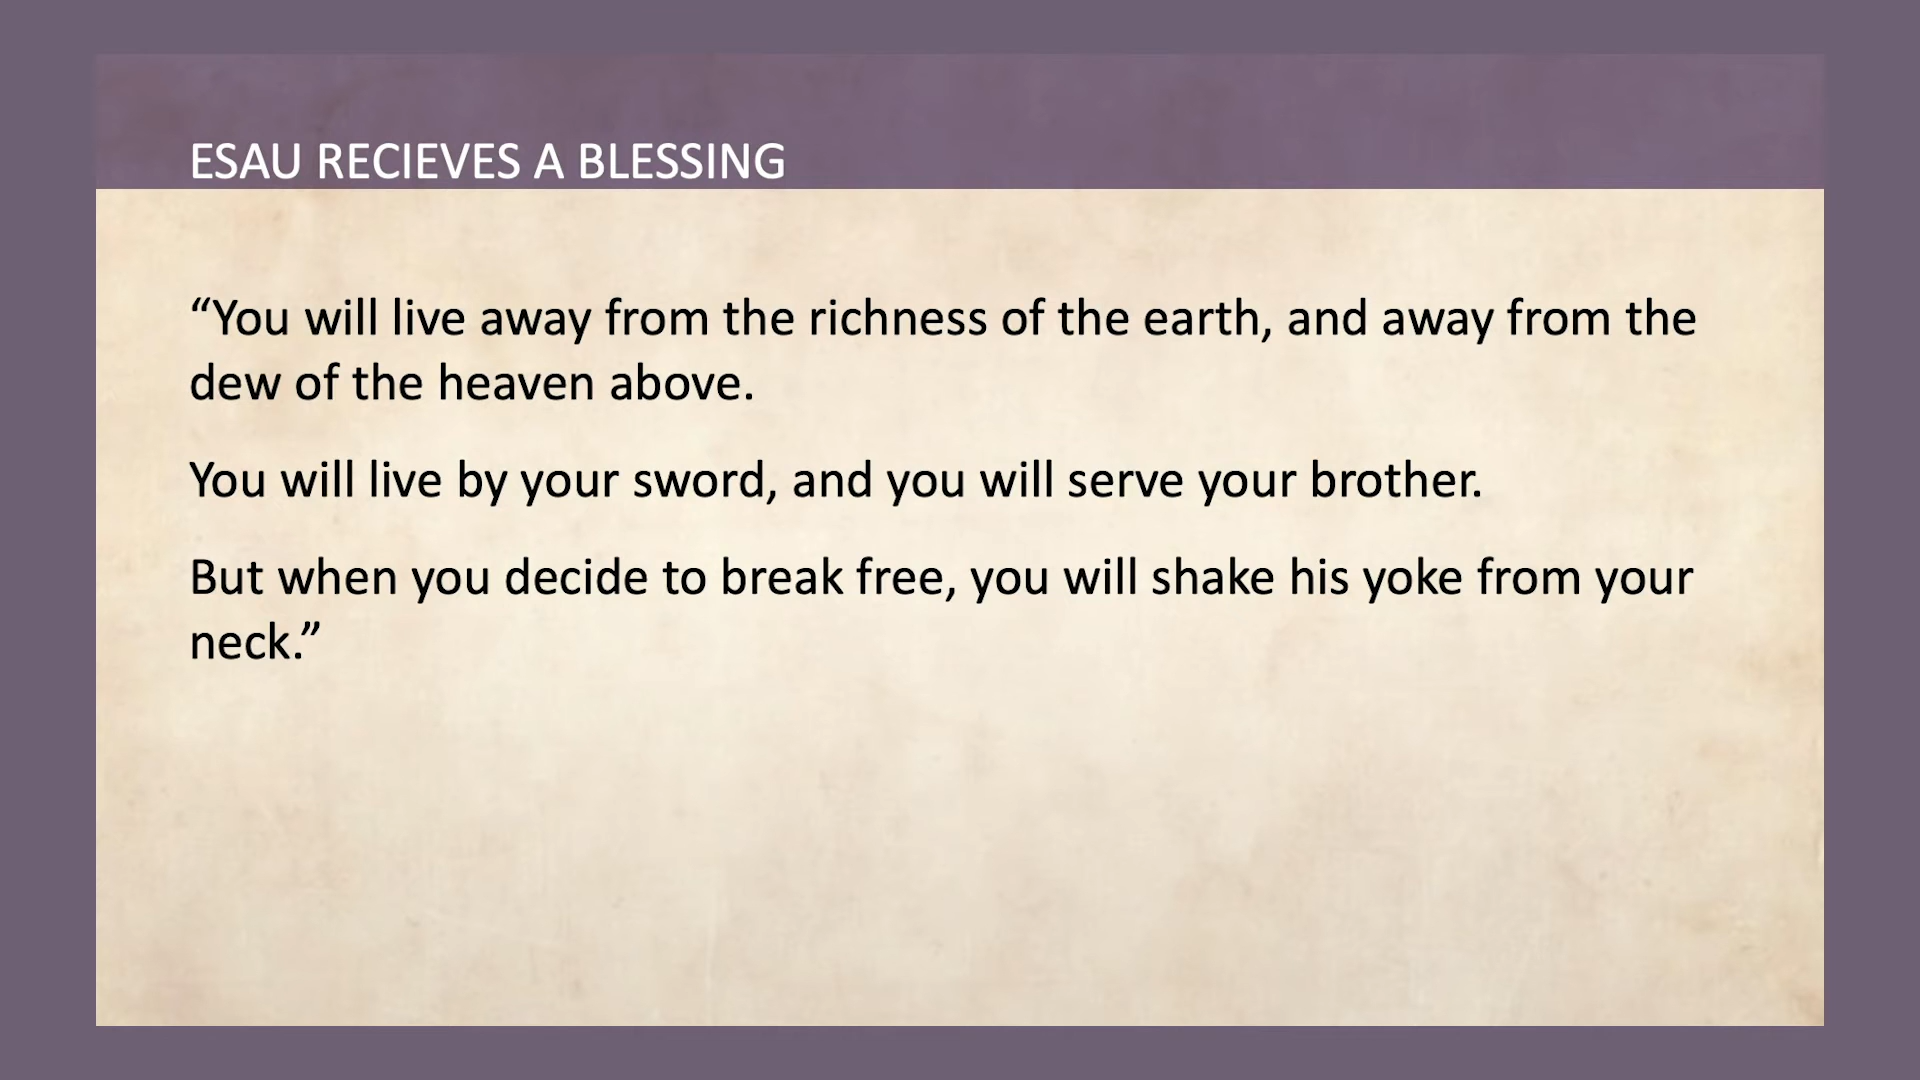 ESAU RECIEVES A BLESSING
“You will live away from the richness of the earth, and away from the
dew of the heaven above.
You will live by your sword, and you will serve your brother.
But when you decide to break free, you will shake his yoke from your
neck.”